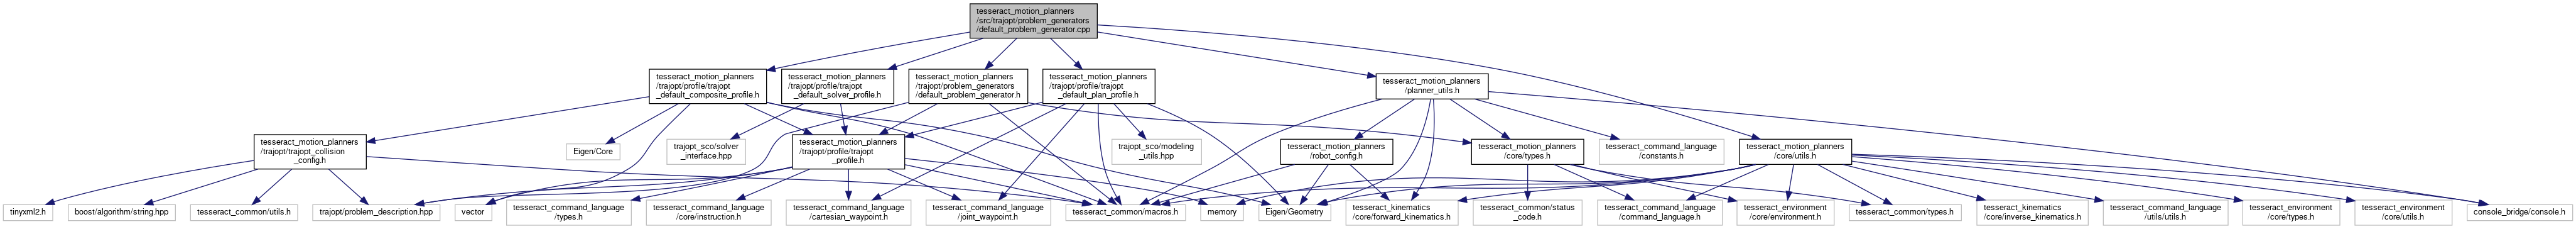 tesseract_motion_planners
/src/trajopt/problem_generators
/default_problem_generator.cpp
tesseract_motion_planners
/trajopt/profile/trajopt
_default_composite_profile.h
tesseract_motion_planners
/trajopt/profile/trajopt
_default_solver_profile.h
tesseract_motion_planners
/trajopt/problem_generators
/default_problem_generator.h
tesseract_motion_planners
/trajopt/profile/trajopt
_default_plan_profile.h
tesseract_motion_planners
/planner_utils.h
tesseract_motion_planners
/trajopt/trajopt_collision
_config.h
Eigen/Core
trajopt_sco/solver
_interface.hpp
tesseract_motion_planners
/trajopt/profile/trajopt
_profile.h
trajopt_sco/modeling
_utils.hpp
tesseract_motion_planners
/robot_config.h
tesseract_motion_planners
/core/types.h
tesseract_command_language
/constants.h
tesseract_motion_planners
/core/utils.h
tinyxml2.h
boost/algorithm/string.hpp
tesseract_common/utils.h
trajopt/problem_description.hpp
vector
tesseract_command_language
/types.h
tesseract_command_language
/core/instruction.h
tesseract_command_language
/cartesian_waypoint.h
tesseract_command_language
/joint_waypoint.h
tesseract_common/macros.h
memory
Eigen/Geometry
tesseract_kinematics
/core/forward_kinematics.h
tesseract_common/status
_code.h
tesseract_command_language
/command_language.h
tesseract_environment
/core/environment.h
tesseract_common/types.h
tesseract_kinematics
/core/inverse_kinematics.h
tesseract_command_language
/utils/utils.h
tesseract_environment
/core/types.h
tesseract_environment
/core/utils.h
console_bridge/console.h